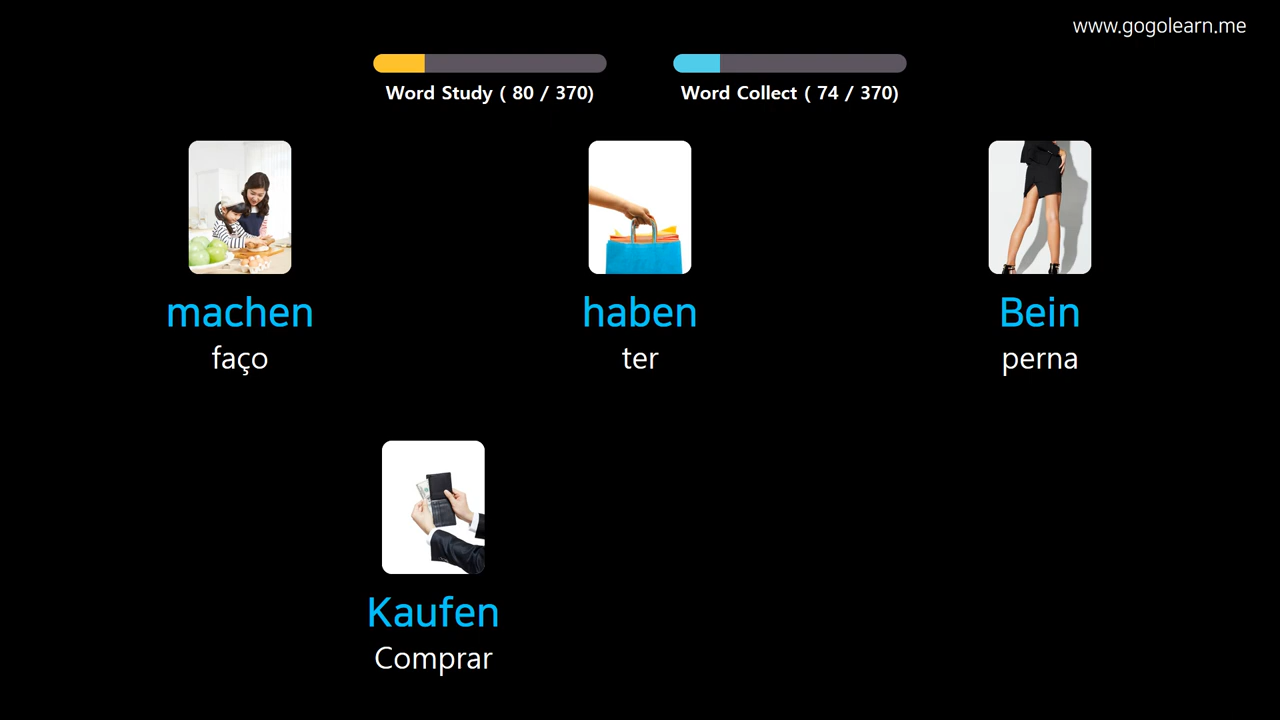 www.gogolearn.me
Word Study ( 80 / 370)
Word Collect ( 74 / 370)
machen
faço
haben
ter
Bein
perna
Kaufen
Comprar